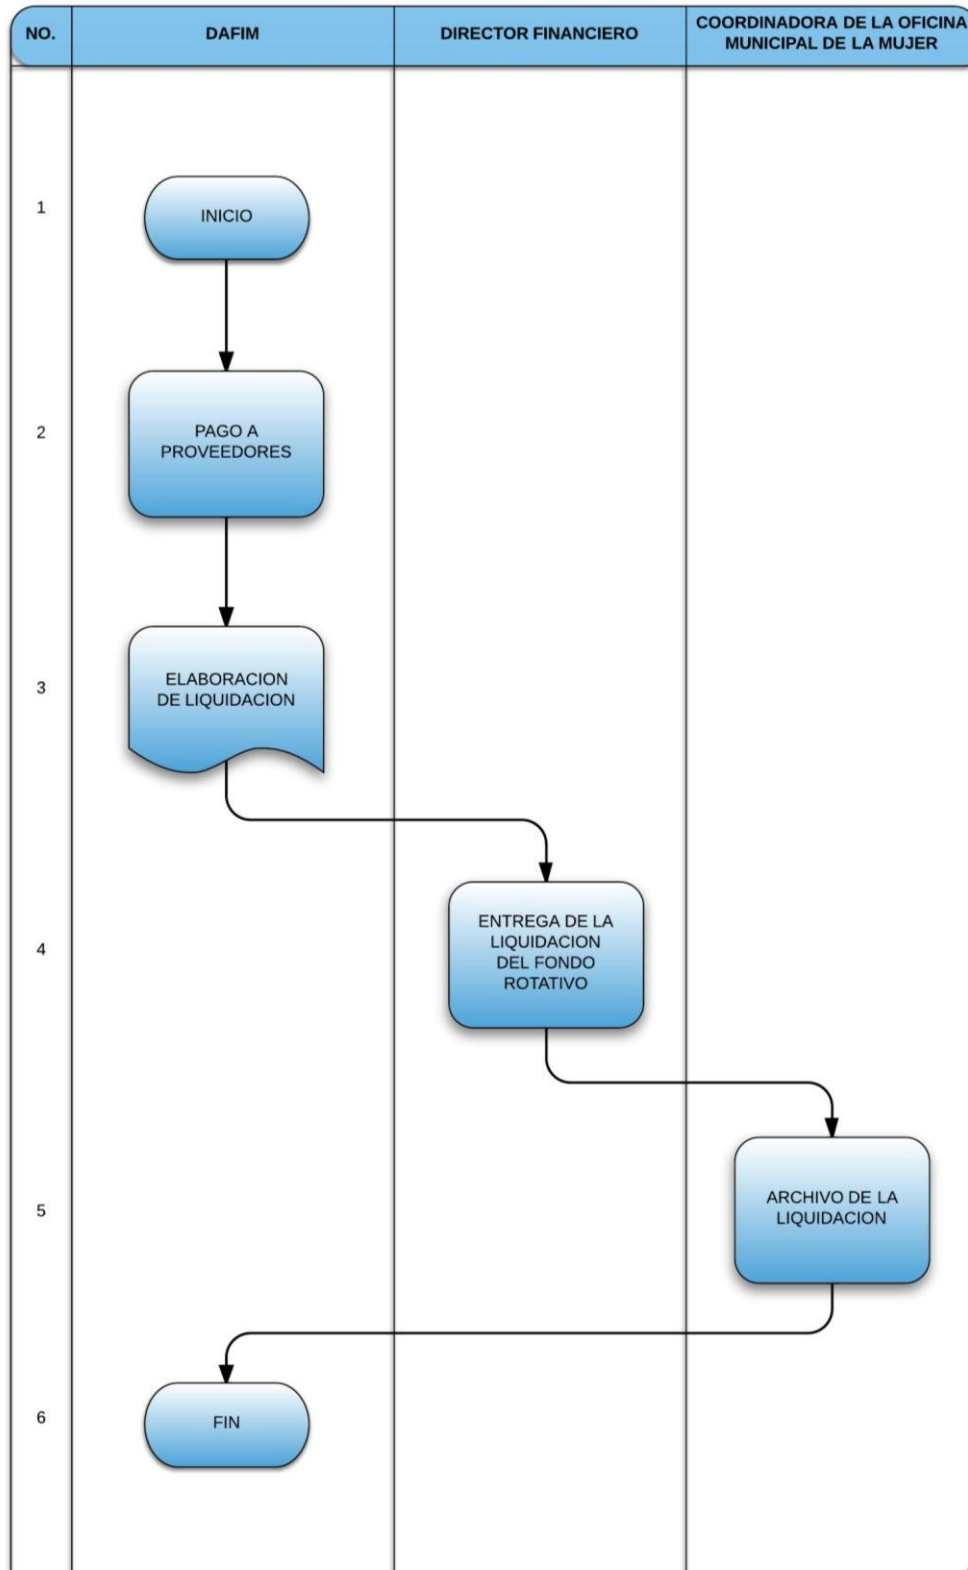 NO.
DAFIM
DIRECTOR FINANCIERO
COORDINADORA DE LA OFICINA
MUNICIPAL DE LA MUJER
1
INICIO
2
PAGO A
PROVEEDORES
3
ELABORACION
DE LIQUIDACION
4
ENTREGA DE LA
LIQUIDACION
DEL FONDO
ROTATIVO
5
ARCHIVO DE LA
LIQUIDACION
6
FIN